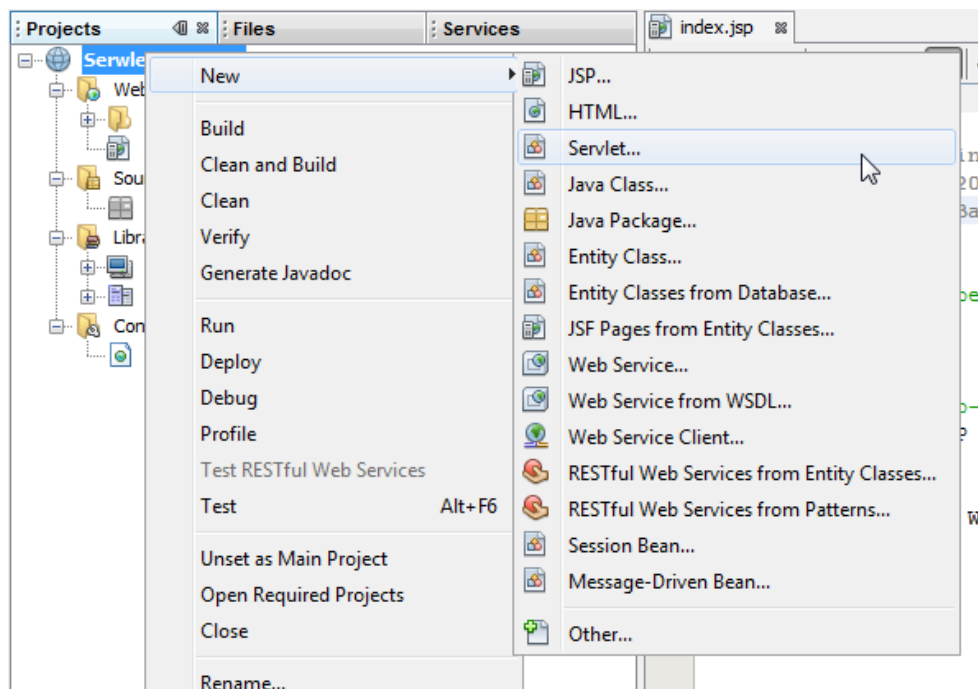 Projects
Files
Services
index.jsp
Serwle
Web
Sou
Libra
Con
New
Build
Clean and Build
Clean
Verify
Generate Javadoc
Run
Deploy
Debug
Profile
Test RESTful Web Services
Test Alt+F6
Unset as Main Project
Open Required Projects
Close
Rename...
JSP...
HTML...
Servlet...
Java Class...
Java Package...
Entity Class...
Entity Classes from Database...
JSF Pages from Entity Classes...
Web Service...
Web Service from WSDL...
Web Service Client...
RESTful Web Services from Entity Classes...
RESTful Web Services from Patterns...
Session Bean...
Message-Driven Bean...
Other...